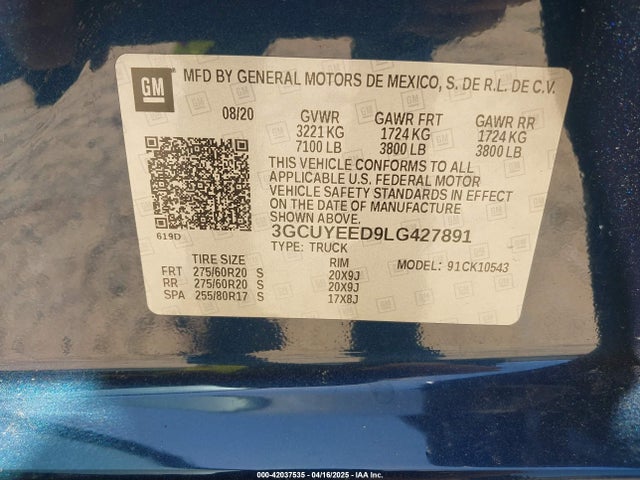 GM
MFD BY GENERAL MOTORS DE MEXICO, S. DE R.L. DE C.V.
08/20 GVWR GAWR FRT GAWR RR
3221 KG 1724 KG 1724 KG
7100 LB 3800 LB 3800 LB
THIS VEHICLE CONFORMS TO ALL
APPLICABLE U.S. FEDERAL MOTOR
VEHICLE SAFETY STANDARDS IN EFFECT
ON THE DATE OF MANUFACTURE
SHOWN ABOVE.
619D
3GCUYEED9LG427891
TYPE: TRUCK
TIRE SIZE RIM MODEL: 91CK10543
FRT 275/60R20 S 20X9J
RR 275/60R20 S 20X9J
SPA 255/80R17 S 17X8J
000-42037535 - 04/16/2025 - IAA Inc.